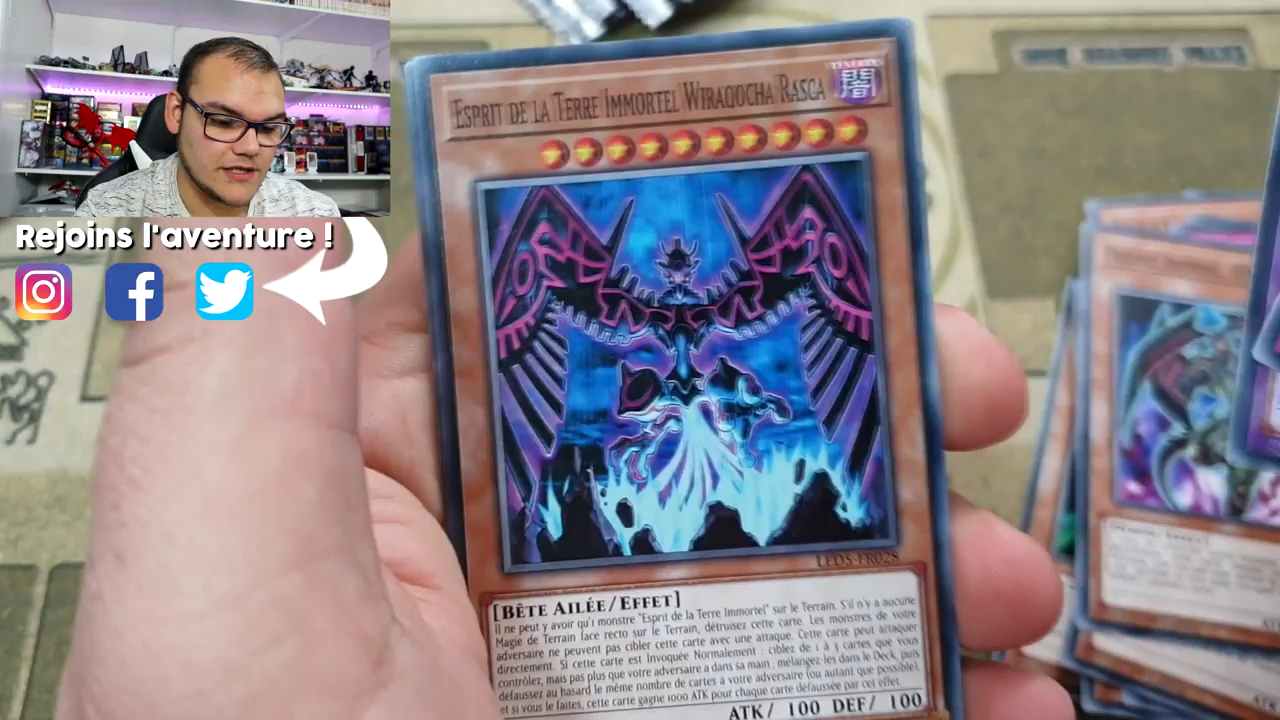 Rejoins l'aventure !
ESPRIT DE LA TERRE IMMORTEL WIRAQOCHA RASCA
TÉNÈBRES
闇
LED5-FR028
[BÊTE AILÉE/EFFET]
Il ne peut y avoir qu'1 monstre "Esprit de la Terre Immortel" sur le Terrain. S'il n'y a aucune
Magie de Terrain face recto sur le Terrain, détruisez cette carte. Les monstres de votre
adversaire ne peuvent pas cibler cette carte avec une attaque. Cette carte peut attaquer
directement. Si cette carte est Invoquée Normalement : ciblez de 1 à 3 cartes que vous
contrôlez, mais pas plus que votre adversaire a dans sa main ; mélangez-les dans le Deck, puis
défaussez au hasard le même nombre de cartes à votre adversaire (ou autant que possible),
et si vous le faites, cette carte gagne 1000 ATK pour chaque carte défaussée par cet effet.
ATK/ 100 DEF/ 100